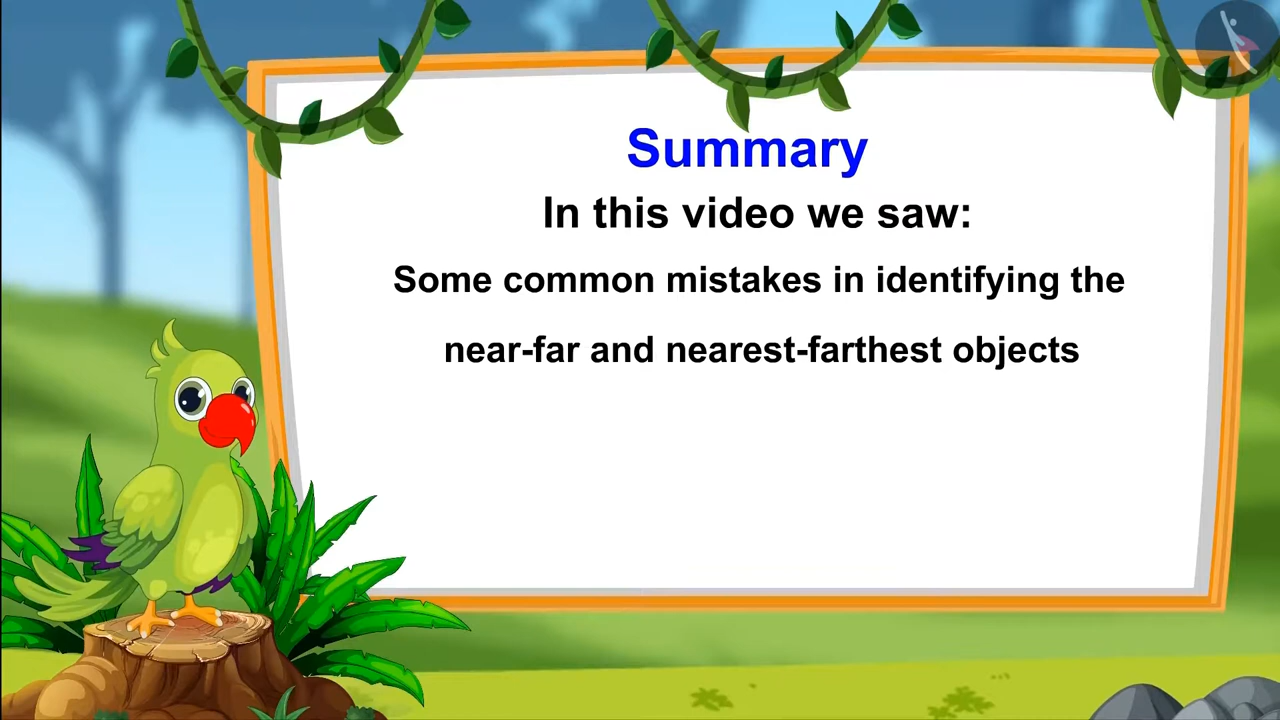 Summary
In this video we saw:
Some common mistakes in identifying the
near-far and nearest-farthest objects